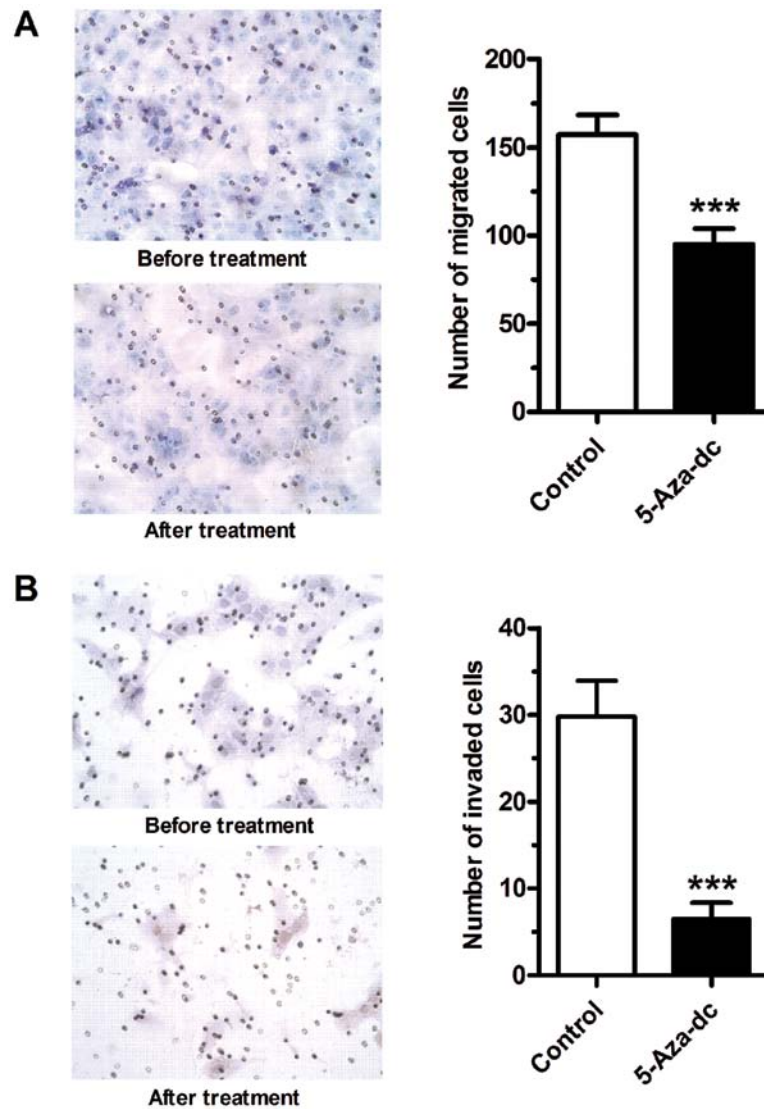 A
Before treatment
After treatment
Number of migrated cells
200
150
100
50
0
***
Control
5-Aza-dc
B
Before treatment
After treatment
Number of invaded cells
40
30
20
10
0
***
Control
5-Aza-dc